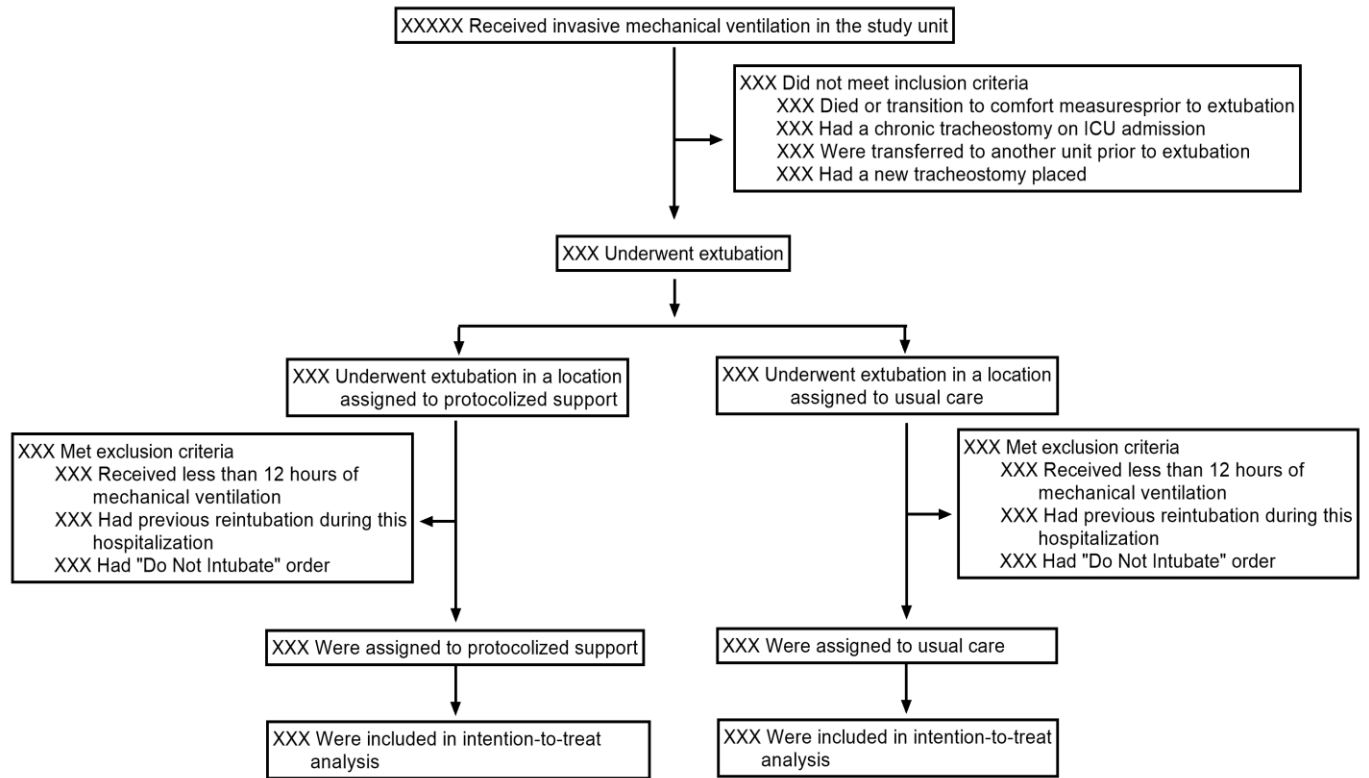 XXXXX Received invasive mechanical ventilation in the study unit
XXX Did not meet inclusion criteria
XXX Died or transition to comfort measuresprior to extubation
XXX Had a chronic tracheostomy on ICU admission
XXX Were transferred to another unit prior to extubation
XXX Had a new tracheostomy placed
XXX Underwent extubation
XXX Underwent extubation in a location
assigned to protocolized support
XXX Underwent extubation in a location
assigned to usual care
XXX Met exclusion criteria
XXX Received less than 12 hours of
mechanical ventilation
XXX Had previous reintubation during this
hospitalization
XXX Had "Do Not Intubate" order
XXX Met exclusion criteria
XXX Received less than 12 hours of
mechanical ventilation
XXX Had previous reintubation during this
hospitalization
XXX Had "Do Not Intubate" order
XXX Were assigned to protocolized support
XXX Were assigned to usual care
XXX Were included in intention-to-treat
analysis
XXX Were included in intention-to-treat
analysis